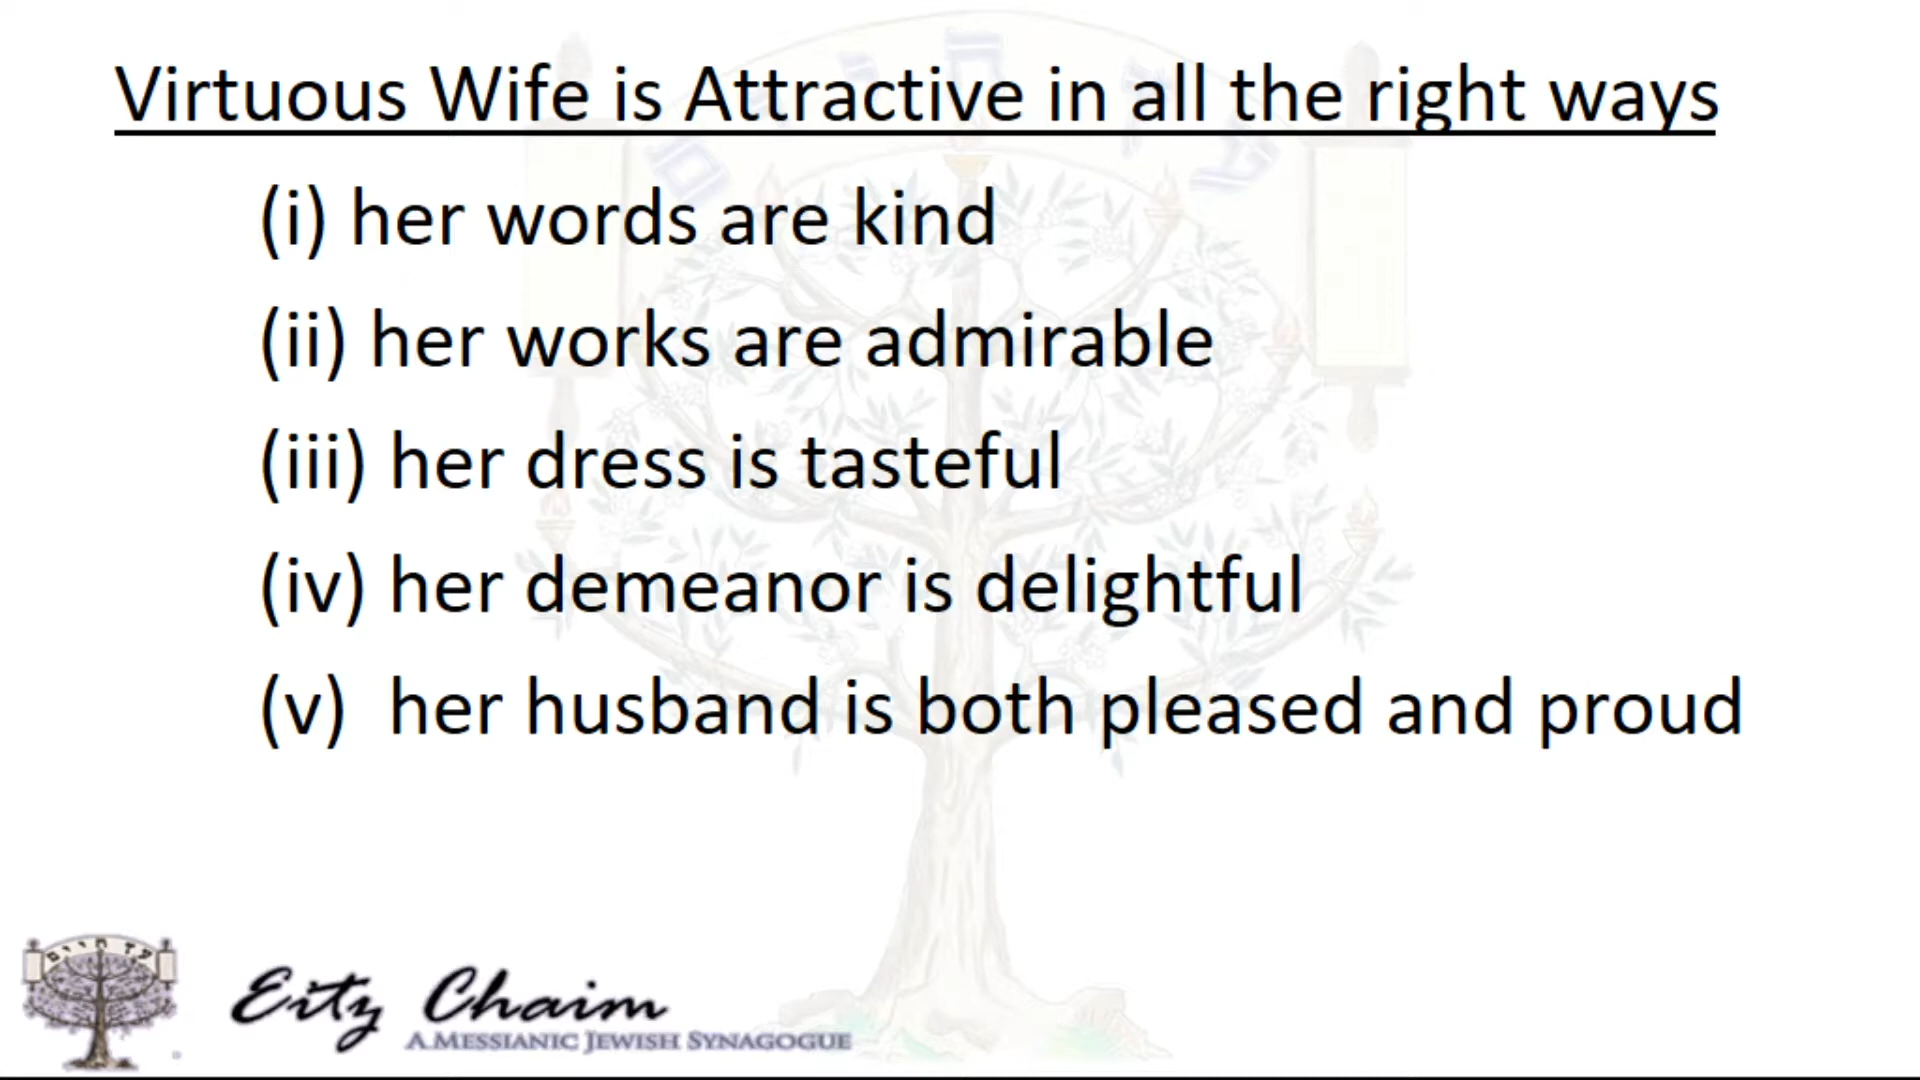 Virtuous Wife is Attractive in all the right ways
(i) her words are kind
(ii) her works are admirable
(iii) her dress is tasteful
(iv) her demeanor is delightful
(v) her husband is both pleased and proud
עץ חיים
Eitz Chaim
A MESSIANIC JEWISH SYNAGOGUE